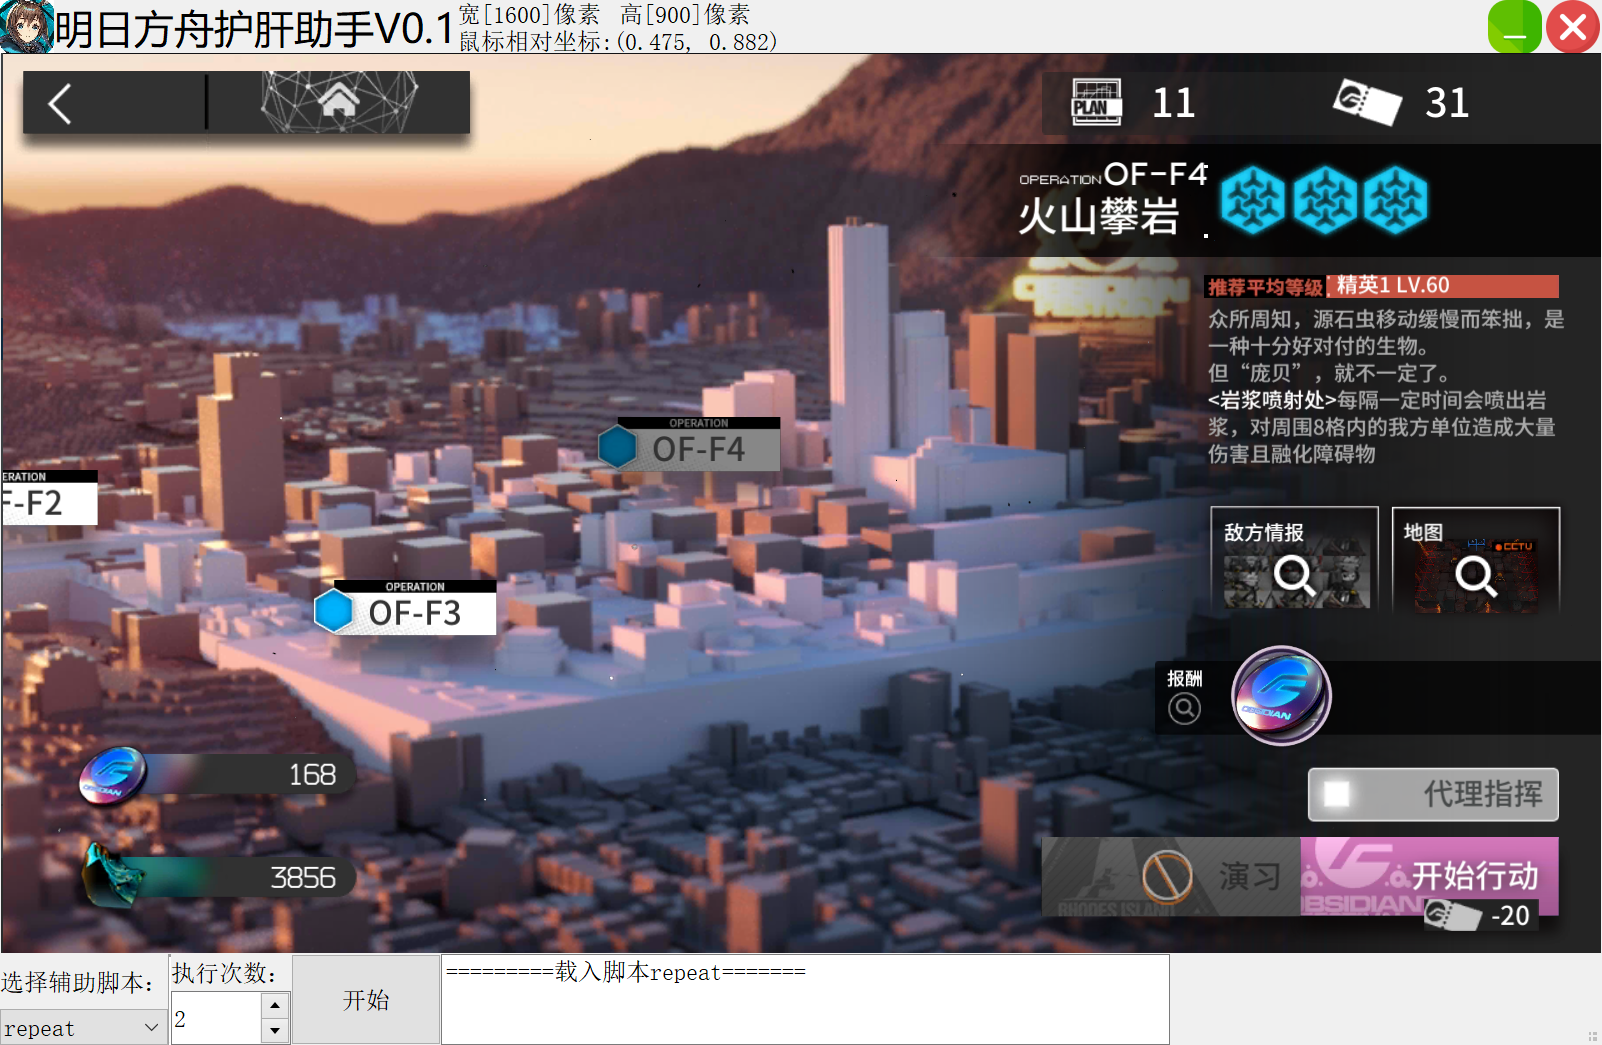 明日方舟护肝助手V0.1
宽[1600]像素 高[900]像素
鼠标相对坐标:(0.475, 0.882)
PLAN
11
31
OPERATION OF-F4
火山攀岩
OBSIDIAN
推荐平均等级 精英1 LV.60
众所周知，源石虫移动缓慢而笨拙，是
一种十分好对付的生物。
但“庞贝”，就不一定了。
<岩浆喷射处>每隔一定时间会喷出岩
浆，对周围8格内的我方单位造成大量
伤害且融化障碍物
OPERATION
OF-F4
ERATION
F-F2
敌方情报
地图
CCTV
OPERATION
OF-F3
报酬
OBSIDIAN
OBSIDIAN
168
代理指挥
3856
RHODES ISLAND
演习
OBSIDIAN
开始行动
-20
选择辅助脚本:
repeat
执行次数:
2
开始
=========载入脚本repeat=======